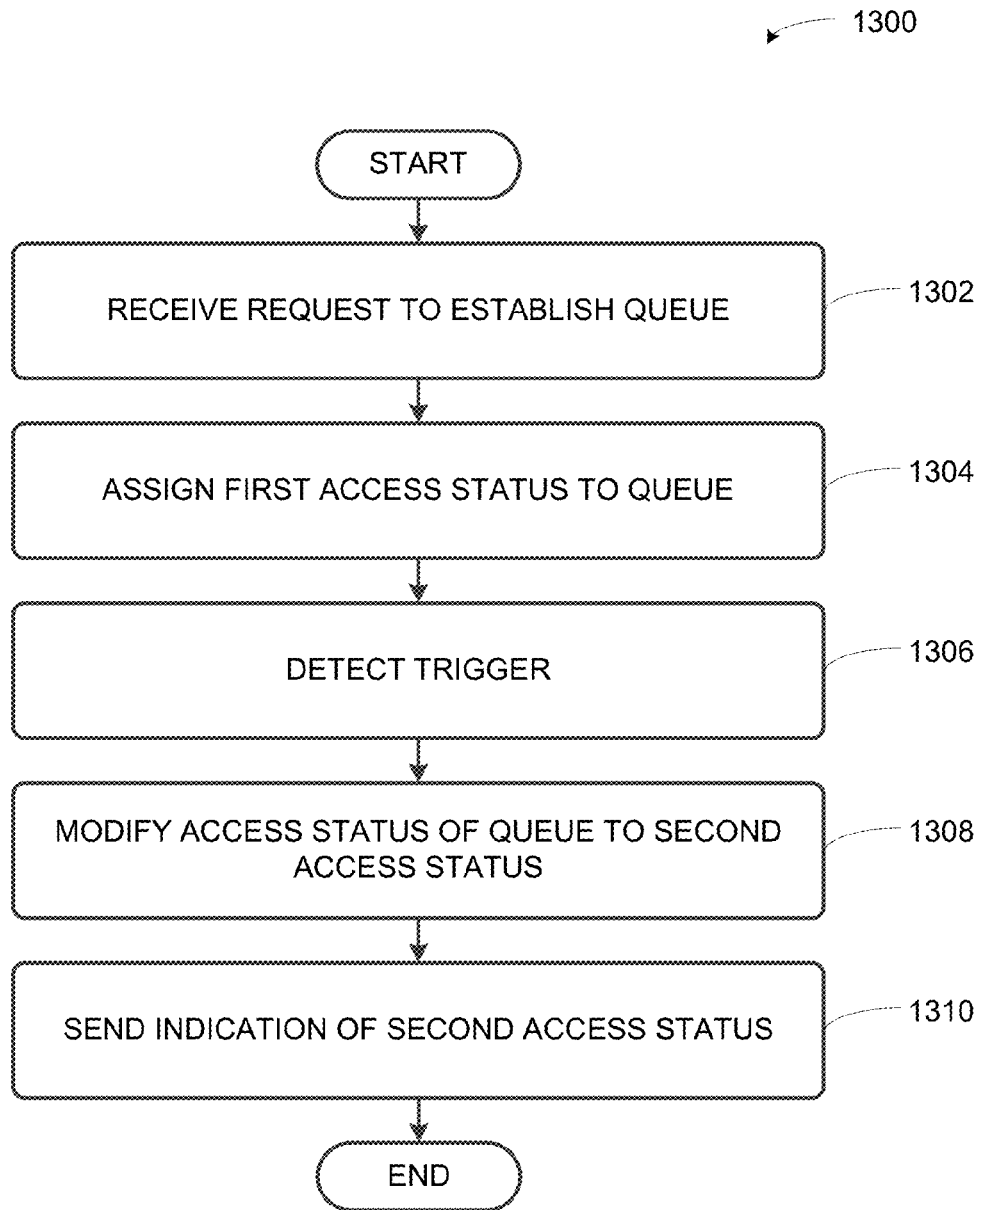 1300
START
RECEIVE REQUEST TO ESTABLISH QUEUE
1302
ASSIGN FIRST ACCESS STATUS TO QUEUE
1304
DETECT TRIGGER
1306
MODIFY ACCESS STATUS OF QUEUE TO SECOND
ACCESS STATUS
1308
SEND INDICATION OF SECOND ACCESS STATUS
1310
END